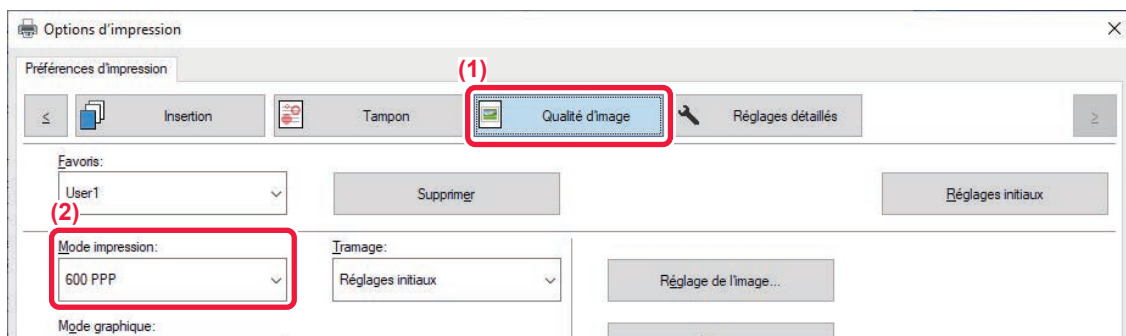 Options d'impression
Préférences d'impression
(1)
<
Insertion
Tampon
Qualité d'image
Réglages détaillés
>
Favoris:
User1
Supprimer
Réglages initiaux
(2)
Mode impression:
600 PPP
Tramage:
Réglages initiaux
Réglage de l'image...
Mode graphique: